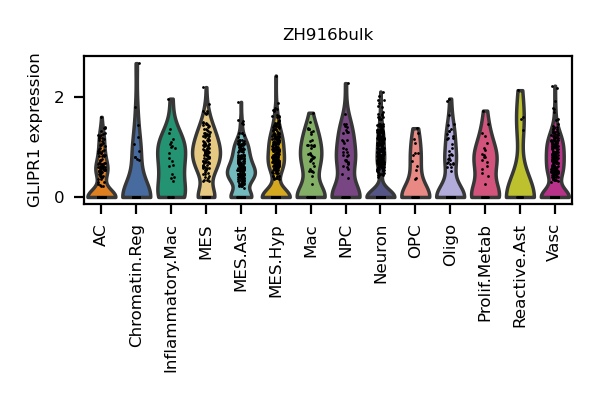 ZH916bulk
GLIPR1 expression
2
0
AC
Chromatin.Reg
Inflammatory.Mac
MES
MES.Ast
MES.Hyp
Mac
NPC
Neuron
OPC
Oligo
Prolif.Metab
Reactive.Ast
Vasc